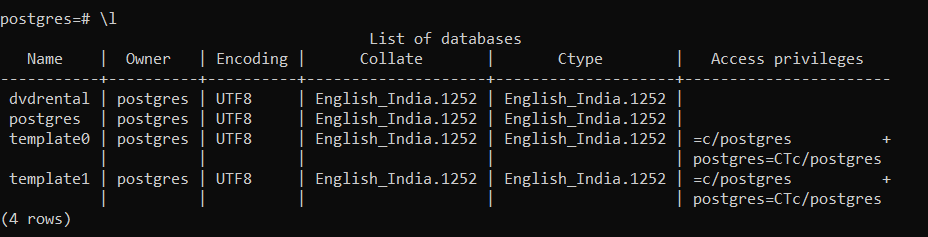 postgres=# \l
                                     List of databases
   Name    |  Owner   | Encoding |      Collate       |       Ctype        |   Access privileges
-----------+----------+----------+--------------------+--------------------+-----------------------
 dvdrental | postgres | UTF8     | English_India.1252 | English_India.1252 |
 postgres  | postgres | UTF8     | English_India.1252 | English_India.1252 |
 template0 | postgres | UTF8     | English_India.1252 | English_India.1252 | =c/postgres          +
           |          |          |                    |                    | postgres=CTc/postgres
 template1 | postgres | UTF8     | English_India.1252 | English_India.1252 | =c/postgres          +
           |          |          |                    |                    | postgres=CTc/postgres
(4 rows)